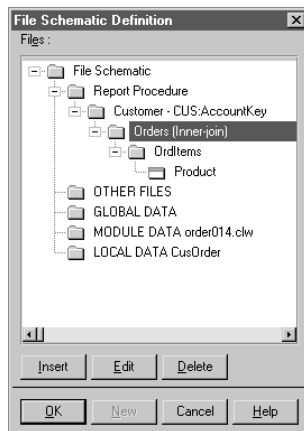 File Schematic Definition
Files :
File Schematic
Report Procedure
Customer - CUS:AccountKey
Orders (Inner-join)
OrdItems
Product
OTHER FILES
GLOBAL DATA
MODULE DATA order014.clw
LOCAL DATA CusOrder
Insert Edit Delete
OK New Cancel Help